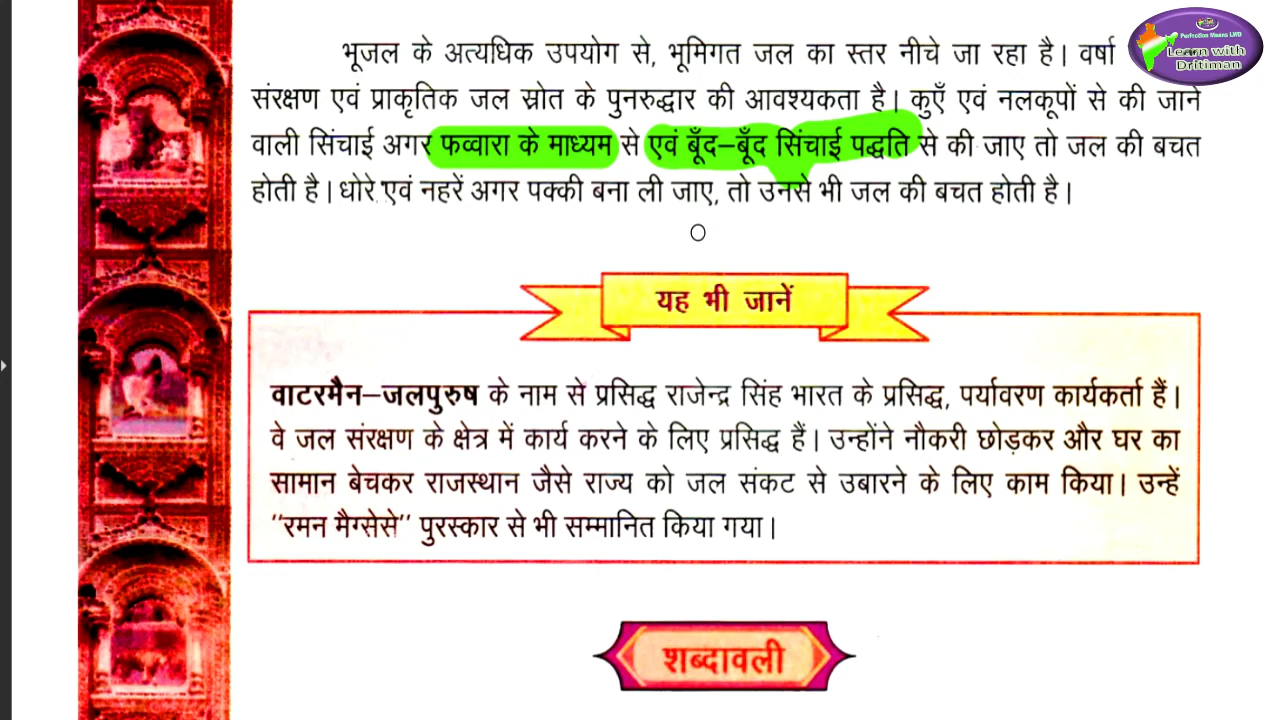 भूजल के अत्यधिक उपयोग से, भूमिगत जल का स्तर नीचे जा रहा है। वर्षा
संरक्षण एवं प्राकृतिक जल स्रोत के पुनरुद्धार की आवश्यकता है। कुएँ एवं नलकूपों से की जाने
वाली सिंचाई अगर फव्वारा के माध्यम से एवं बूँद–बूँद सिंचाई पद्धति से की जाए तो जल की बचत
होती है। धोरे एवं नहरें अगर पक्की बना ली जाए, तो उनसे भी जल की बचत होती है।
यह भी जानें
वाटरमैन–जलपुरुष के नाम से प्रसिद्ध राजेन्द्र सिंह भारत के प्रसिद्ध, पर्यावरण कार्यकर्ता हैं।
वे जल संरक्षण के क्षेत्र में कार्य करने के लिए प्रसिद्ध हैं। उन्होंने नौकरी छोड़कर और घर का
सामान बेचकर राजस्थान जैसे राज्य को जल संकट से उबारने के लिए काम किया। उन्हें
"रमन मैग्सेसे" पुरस्कार से भी सम्मानित किया गया।
शब्दावली
Perfection Means LWD
Learn with
Dritiman